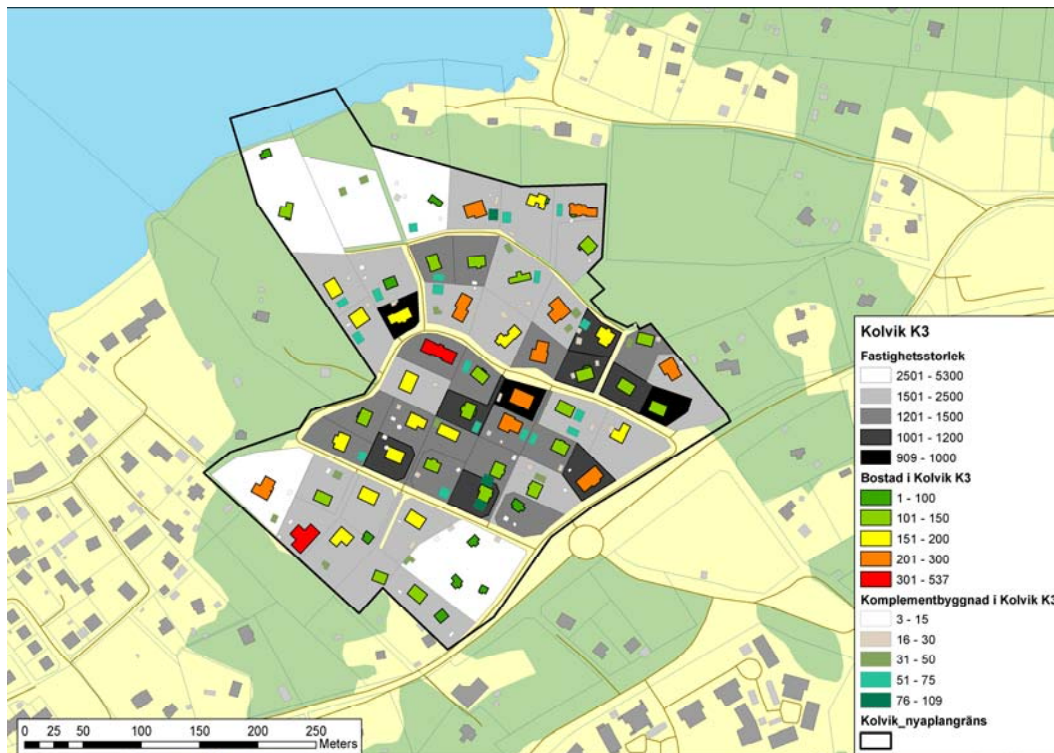 Kolvik K3
Fastighetsstorlek
2501 - 5300
1501 - 2500
1201 - 1500
1001 - 1200
909 - 1000
Bostad i Kolvik K3
1 - 100
101 - 150
151 - 200
201 - 300
301 - 537
Komplementbyggnad i Kolvik K3
3 - 15
16 - 30
31 - 50
51 - 75
76 - 109
Kolvik_nyaplangräns
0 25 50 100 150 200 250
Meters